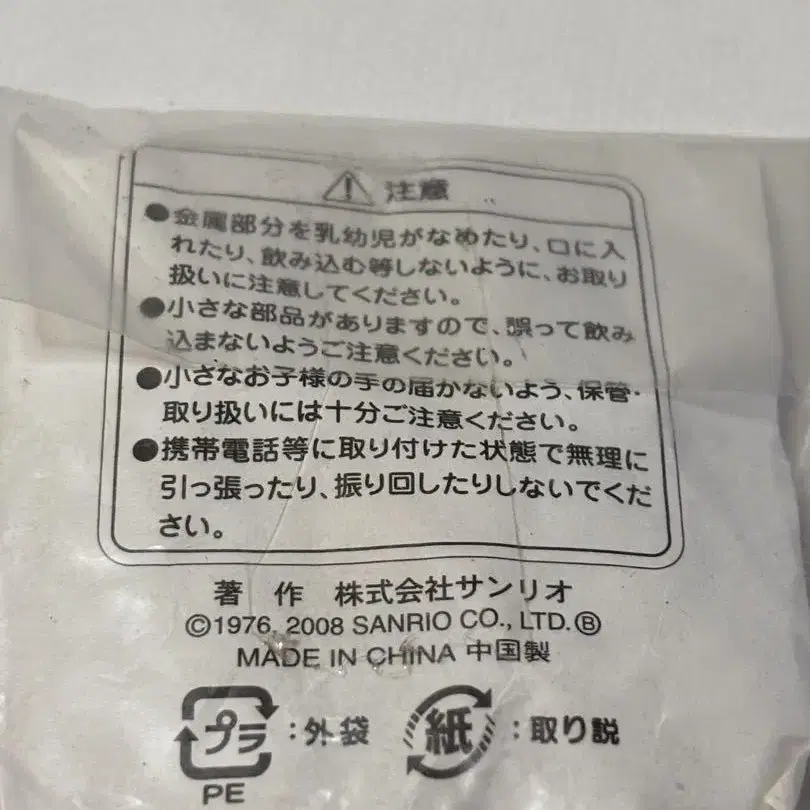 ⚠ 注意
●金属部分を乳幼児がなめたり、口に入
れたり、飲み込む等しないように、お取り
扱いに注意してください。
●小さな部品がありますので、誤って飲み
込まないようご注意ください。
●小さなお子様の手の届かないよう、保管・
取り扱いには十分ご注意ください。
●携帯電話等に取り付けた状態で無理に
引っ張ったり、振り回したりしないでくだ
さい。
著 作 株式会社サンリオ
©1976, 2008 SANRIO CO., LTD. Ⓑ
MADE IN CHINA 中国製
プラ:外袋 紙:取り説
PE